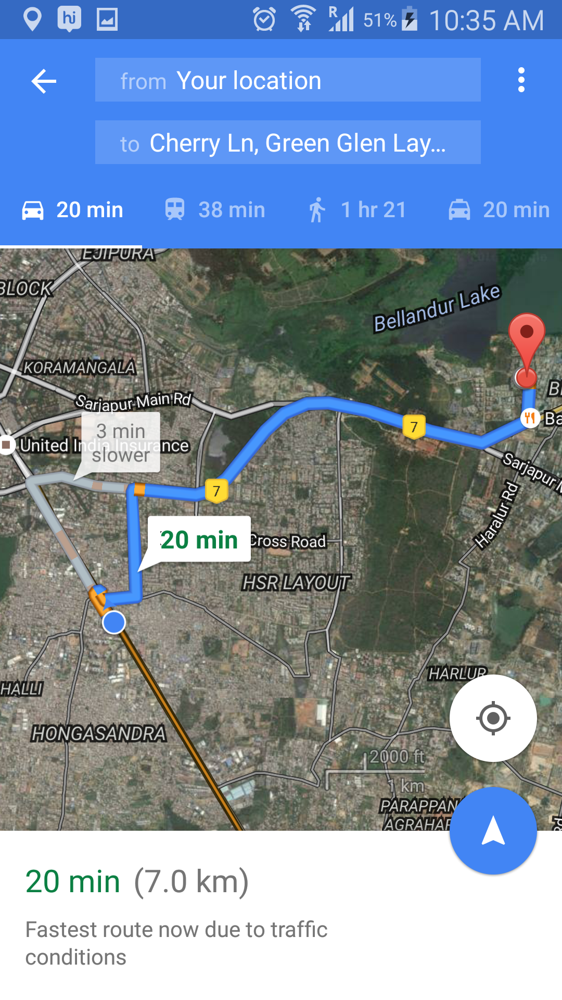 hi R 51% 10:35 AM
from Your location
to Cherry Ln, Green Glen Lay...
20 min 38 min 1 hr 21 20 min
EJIPURA
BLOCK
Bellandur Lake
KORAMANGALA
Sarjapur Main Rd
3 min
slower
United India Insurance
7
Ba
Sarjapur
7
Haralur Rd
20 min
Cross Road
HSR LAYOUT
HARLUR
HALLI
HONGASANDRA
2000 ft
1 km
PARAPPAN
AGRAHAR
Rd
20 min (7.0 km)
Fastest route now due to traffic
conditions